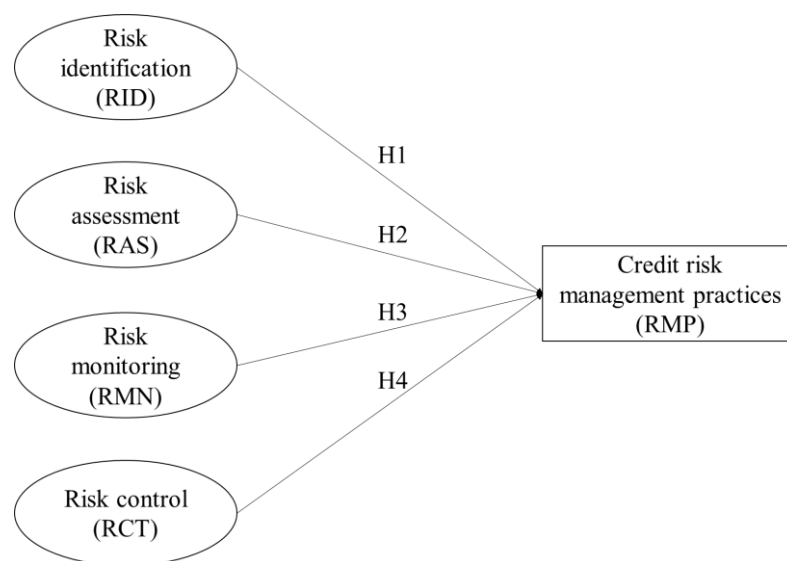 Risk
identification
(RID)
H1
Risk
assessment
(RAS)
H2
Credit risk
management practices
(RMP)
H3
Risk
monitoring
(RMN)
H4
Risk control
(RCT)